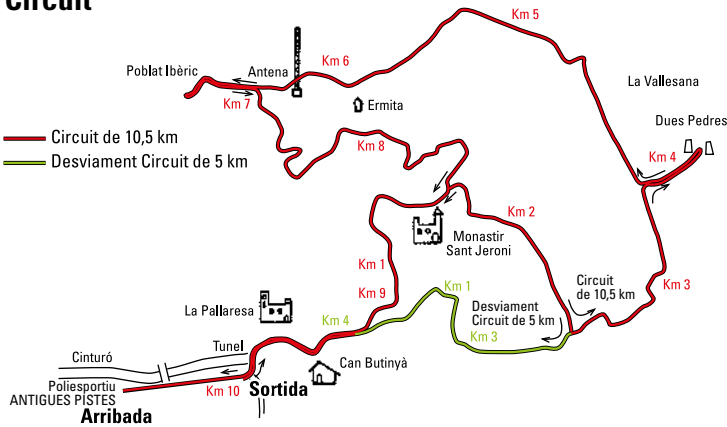 Circuit
Km 5
Km 6
Poblat Ibèric
Antena
La Vallesana
Km 7
Ermita
Dues Pedres
Circuit de 10,5 km
Km 8
Desviament Circuit de 5 km
Km 4
Km 2
Monastir
Sant Jeroni
Km 1
Km 1
Circuit
de 10,5 km
Km 3
Km 9
La Pallaresa
Desviament
Circuit de 5 km
Km 4
Km 3
Tunel
Cinturó
Can Butinyà
Poliesportiu
ANTIGUES PISTES
Km 10
Sortida
Arribada